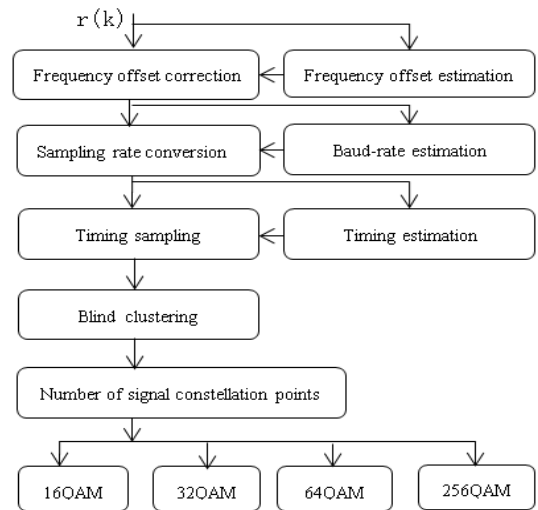 r(k)
Frequency offset correction
Frequency offset estimation
Sampling rate conversion
Baud-rate estimation
Timing sampling
Timing estimation
Blind clustering
Number of signal constellation points
16QAM
32QAM
64QAM
256QAM